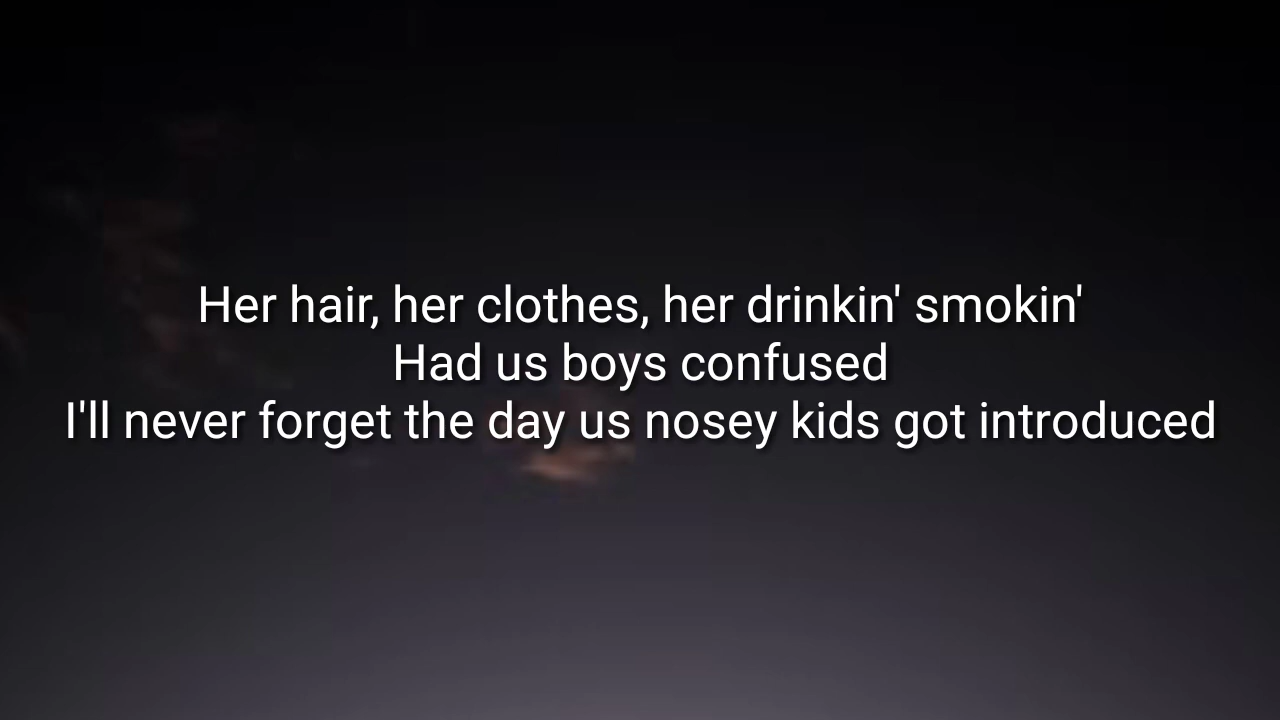 Her hair, her clothes, her drinkin' smokin'
Had us boys confused
I'll never forget the day us nosey kids got introduced